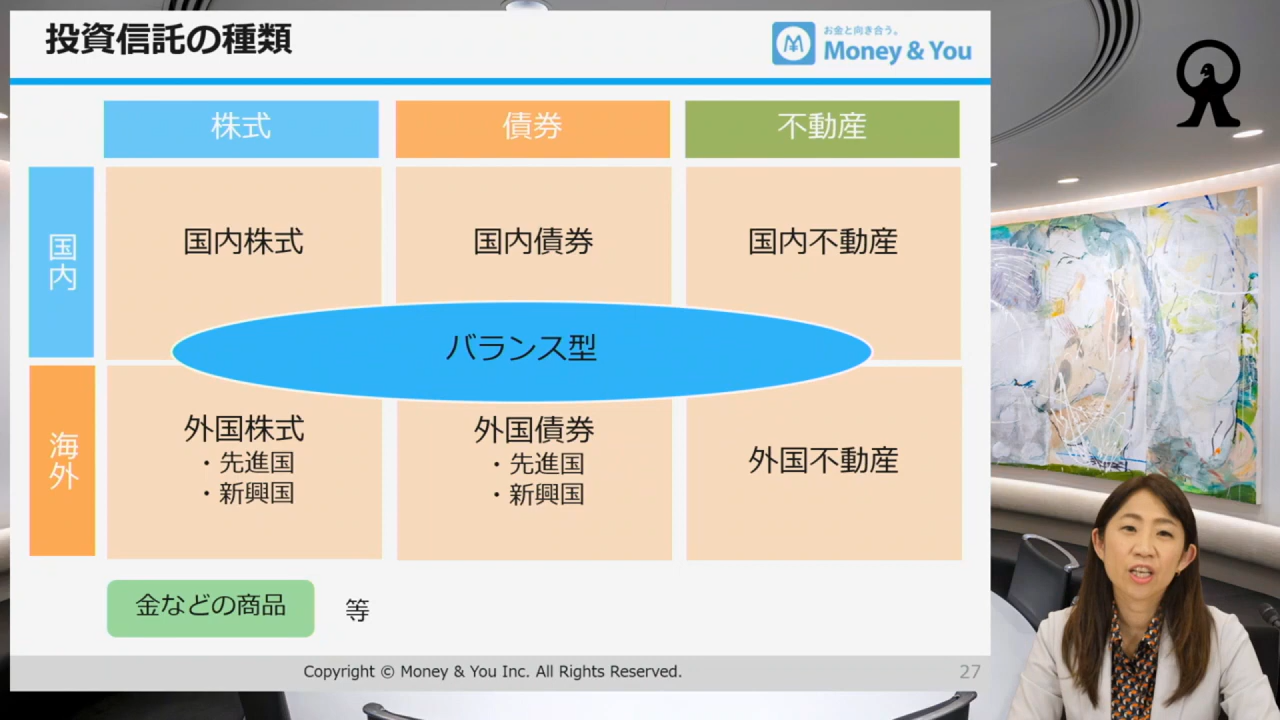 投資信託の種類
お金と向き合う。
Money & You
株式
債券
不動産
国内
国内株式
国内債券
国内不動産
バランス型
海外
外国株式
・先進国
・新興国
外国債券
・先進国
・新興国
外国不動産
金などの商品
等
Copyright © Money & You Inc. All Rights Reserved.
27